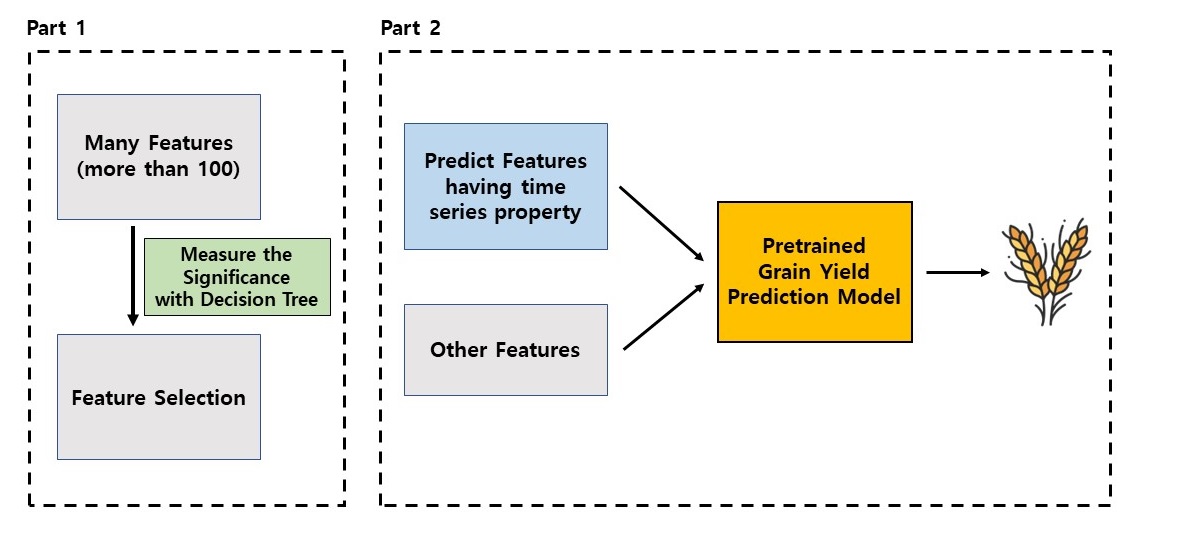 Part 1
Many Features
(more than 100)
Measure the
Significance
with Decision Tree
Feature Selection
Part 2
Predict Features
having time
series property
Other Features
Pretrained
Grain Yield
Prediction Model